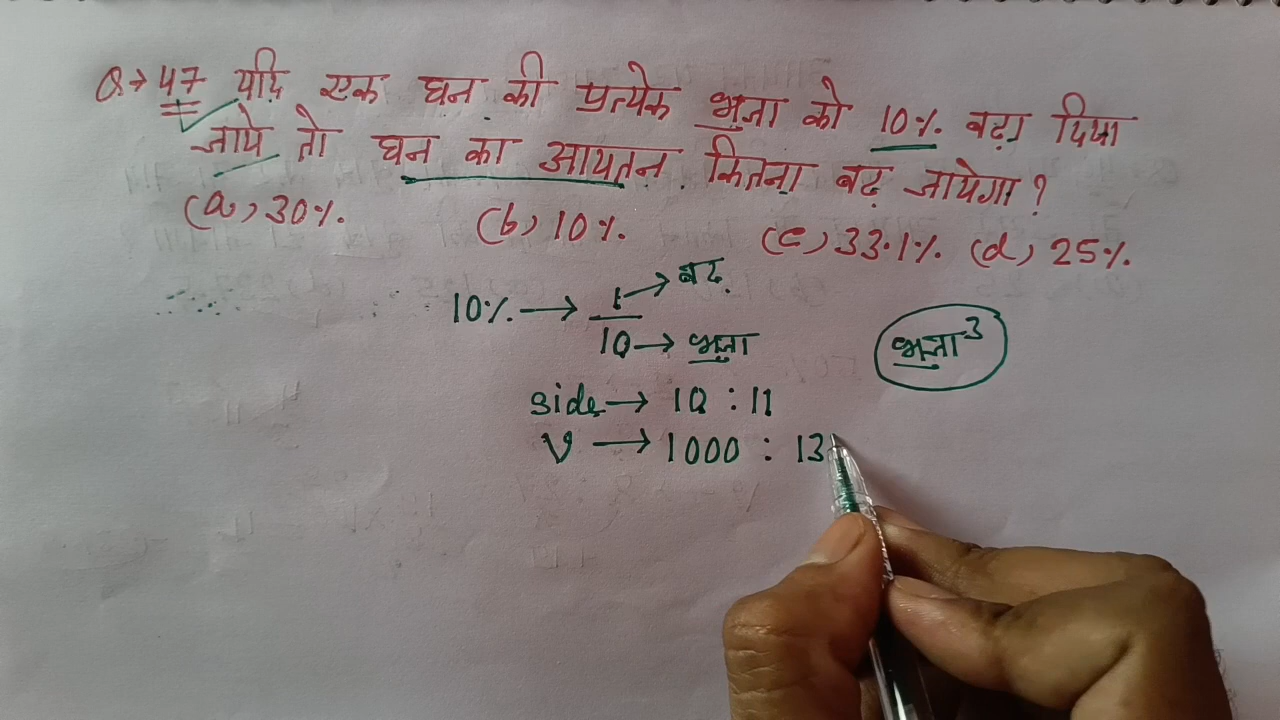 Q→ 47 यदि एक घन की प्रत्येक भुजा को 10% बढ़ा दिया
जाये तो घन का आयतन कितना बढ़ जायेगा?
(a) 30%. (b) 10%. (c) 33.1%. (d) 25%.
10% → 1/10 → बढ़.
→ भुजा
भुजा³
side → 10 : 11
V → 1000 : 13